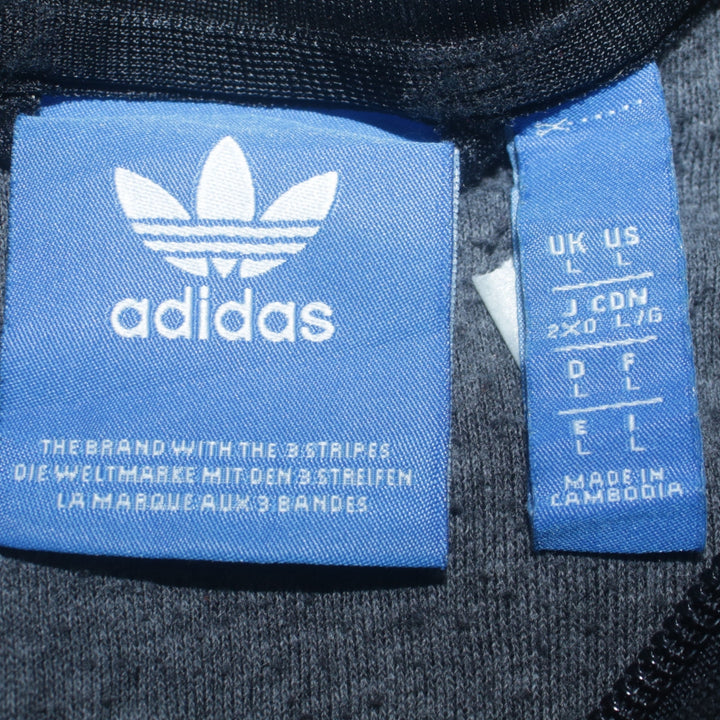 adidas
THE BRAND WITH THE 3 STRIPES
DIE WELTMARKE MIT DEN 3 STREIFEN
LA MARQUE AUX 3 BANDES
UK US
L L
J CDN
2XO L/G
D F
L L
E I
L L
MADE IN
CAMBODIA